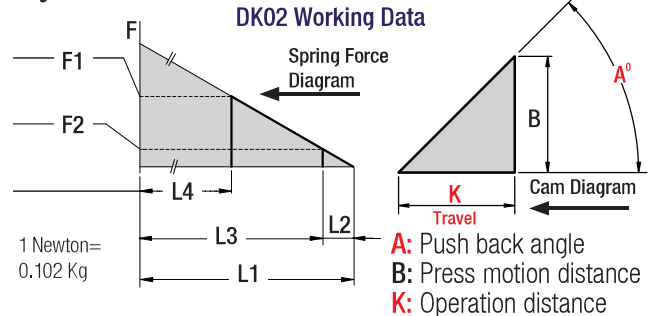 DK02 Working Data
F
F1
Spring Force
Diagram
F2
L4
L3
L2
L1
1 Newton=
0.102 Kg
A⁰
B
K
Travel
Cam Diagram
A: Push back angle
B: Press motion distance
K: Operation distance